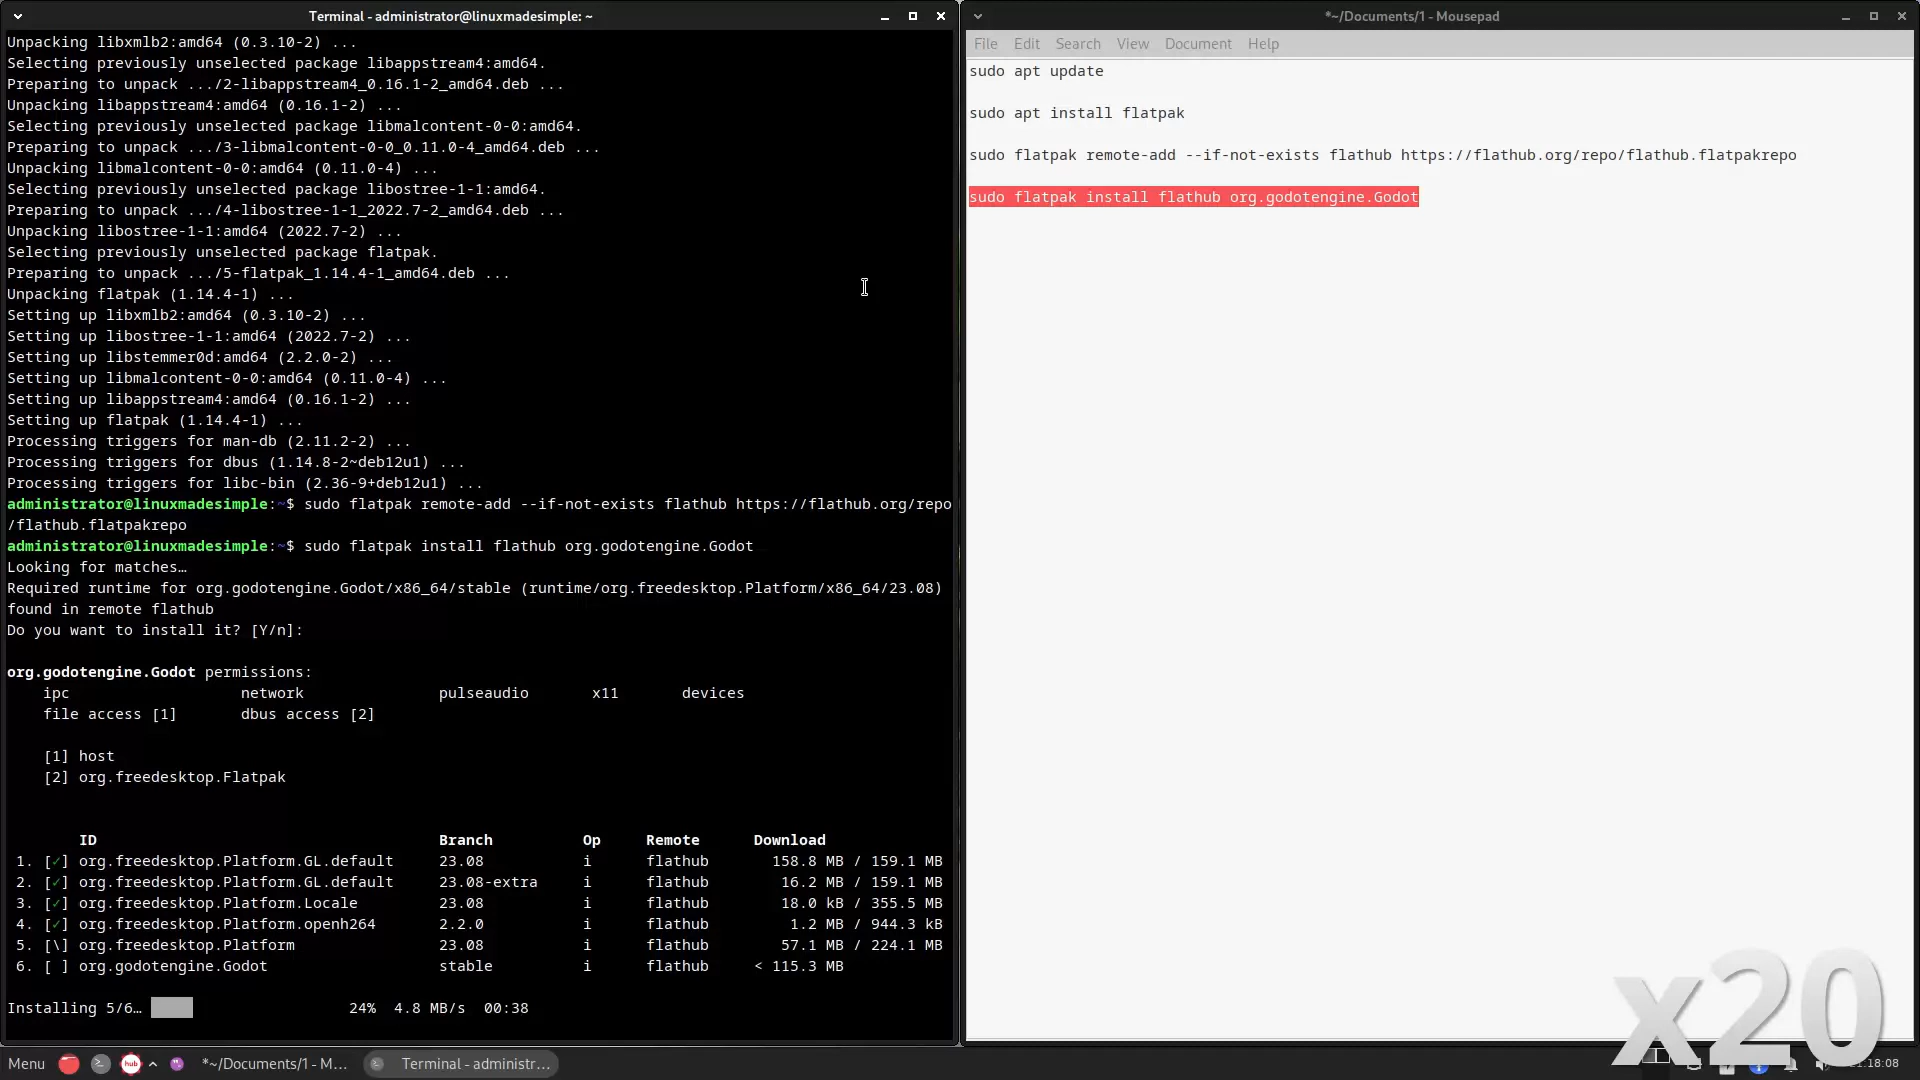 Terminal - administrator@linuxmadesimple: ~
Unpacking libxmlb2:amd64 (0.3.10-2) ...
Selecting previously unselected package libappstream4:amd64.
Preparing to unpack .../2-libappstream4_0.16.1-2_amd64.deb ...
Unpacking libappstream4:amd64 (0.16.1-2) ...
Selecting previously unselected package libmalcontent-0-0:amd64.
Preparing to unpack .../3-libmalcontent-0-0_0.11.0-4_amd64.deb ...
Unpacking libmalcontent-0-0:amd64 (0.11.0-4) ...
Selecting previously unselected package libostree-1-1:amd64.
Preparing to unpack .../4-libostree-1-1_2022.7-2_amd64.deb ...
Unpacking libostree-1-1:amd64 (2022.7-2) ...
Selecting previously unselected package flatpak.
Preparing to unpack .../5-flatpak_1.14.4-1_amd64.deb ...
Unpacking flatpak (1.14.4-1) ...
Setting up libxmlb2:amd64 (0.3.10-2) ...
Setting up libostree-1-1:amd64 (2022.7-2) ...
Setting up libstemmer0d:amd64 (2.2.0-2) ...
Setting up libmalcontent-0-0:amd64 (0.11.0-4) ...
Setting up libappstream4:amd64 (0.16.1-2) ...
Setting up flatpak (1.14.4-1) ...
Processing triggers for man-db (2.11.2-2) ...
Processing triggers for dbus (1.14.8-2~deb12u1) ...
Processing triggers for libc-bin (2.36-9+deb12u1) ...
administrator@linuxmadesimple:~$ sudo flatpak remote-add --if-not-exists flathub https://flathub.org/repo
/flathub.flatpakrepo
administrator@linuxmadesimple:~$ sudo flatpak install flathub org.godotengine.Godot
Looking for matches…
Required runtime for org.godotengine.Godot/x86_64/stable (runtime/org.freedesktop.Platform/x86_64/23.08)
found in remote flathub
Do you want to install it? [Y/n]:
org.godotengine.Godot permissions:
ipc network pulseaudio x11 devices
file access [1] dbus access [2]
[1] host
[2] org.freedesktop.Flatpak
ID Branch Op Remote Download
1. [✓] org.freedesktop.Platform.GL.default 23.08 i flathub 158.8 MB / 159.1 MB
2. [✓] org.freedesktop.Platform.GL.default 23.08-extra i flathub 16.2 MB / 159.1 MB
3. [✓] org.freedesktop.Platform.Locale 23.08 i flathub 18.0 kB / 355.5 MB
4. [✓] org.freedesktop.Platform.openh264 2.2.0 i flathub 1.2 MB / 944.3 kB
5. [\] org.freedesktop.Platform 23.08 i flathub 57.1 MB / 224.1 MB
6. [ ] org.godotengine.Godot stable i flathub < 115.3 MB
Installing 5/6… 24% 4.8 MB/s 00:38
*~/Documents/1 - Mousepad
File Edit Search View Document Help
sudo apt update
sudo apt install flatpak
sudo flatpak remote-add --if-not-exists flathub https://flathub.org/repo/flathub.flatpakrepo
sudo flatpak install flathub org.godotengine.Godot
x20
Menu hub *~/Documents/1 - M... Terminal - administr...